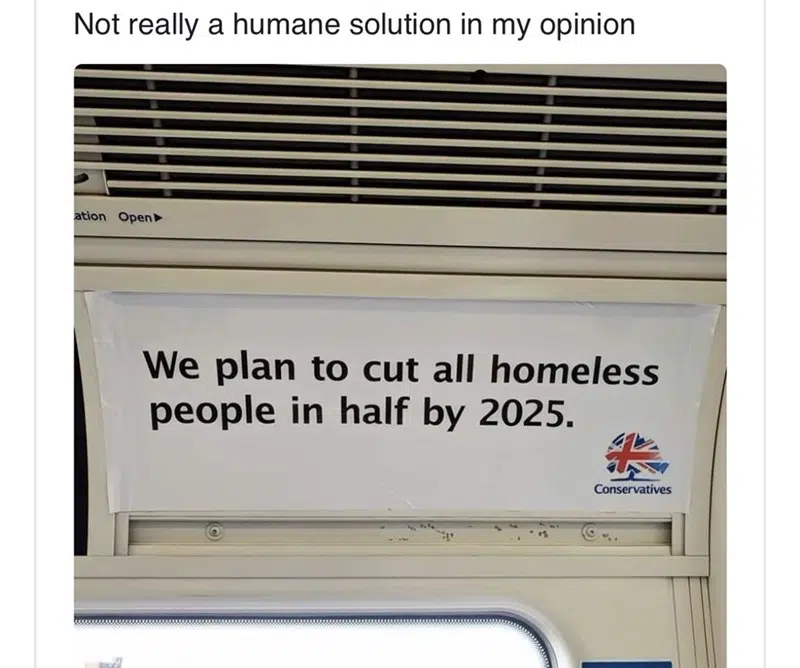 Not really a humane solution in my opinion
ation Open▶
We plan to cut all homeless
people in half by 2025.
Conservatives